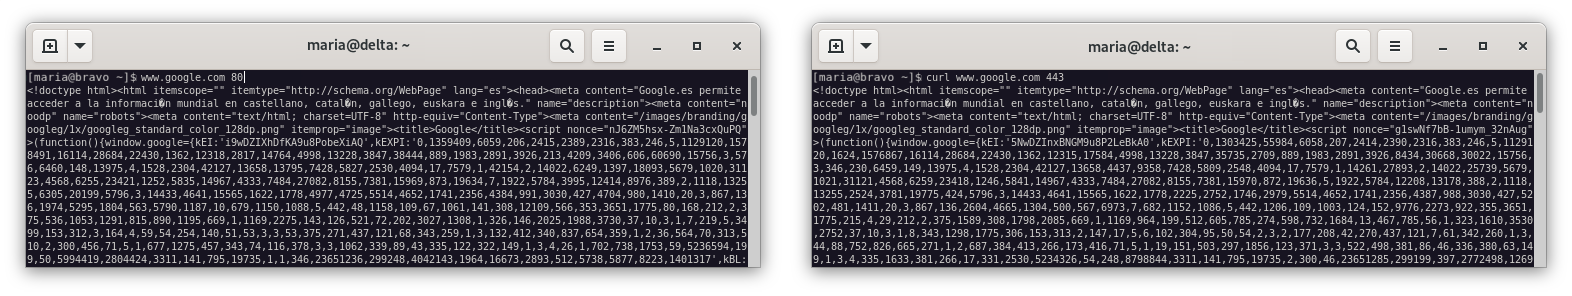 maria@delta: ~
[maria@bravo ~]$ www.google.com 80
<!doctype html><html itemscope="" itemtype="http://schema.org/WebPage" lang="es"><head><meta content="Google.es permite
acceder a la informaci�n mundial en castellano, catal�n, gallego, euskara e ingl�s." name="description"><meta content="n
oodp" name="robots"><meta content="text/html; charset=UTF-8" http-equiv="Content-Type"><meta content="/images/branding/g
oogleg/1x/googleg_standard_color_128dp.png" itemprop="image"><title>Google</title><script nonce="nJ6ZM5hsx-Zm1Na3cxQuPQ"
>(function(){window.google={kEI:'i9wDZIXhDfKA9u8PobeXiAQ',kEXPI:'0,1359409,6059,206,2415,2389,2316,383,246,5,1129120,157
8491,16114,28684,22430,1362,12318,2817,14764,4998,13228,3847,38444,889,1983,2891,3926,213,4209,3406,606,60690,15756,3,57
6,6460,148,13975,4,1528,2304,42127,13658,13795,7428,5827,2530,4094,17,7579,1,42154,2,14022,6249,1397,18093,5679,1020,311
23,4568,6255,23421,1252,5835,14967,4333,7484,27082,8155,7381,15969,873,19634,7,1922,5784,3995,12414,8976,389,2,1118,1325
5,6305,20199,5796,3,14433,4641,15565,1622,1778,4977,4725,5514,4652,1741,2356,4384,991,3030,427,4704,980,1410,20,3,867,13
6,1974,5295,1804,563,5790,1187,10,679,1150,1088,5,442,48,1158,109,67,1061,141,308,12109,566,353,3651,1775,80,168,212,2,3
75,536,1053,1291,815,890,1195,669,1,1169,2275,143,126,521,72,202,3027,1308,1,326,146,2025,1988,3730,37,10,3,1,7,219,5,34
99,153,312,3,164,4,59,54,254,140,51,53,3,3,53,375,271,437,121,68,343,259,1,3,132,412,340,837,654,359,1,2,36,564,70,313,5
10,2,300,456,71,5,1,677,1275,457,343,74,116,378,3,3,1062,339,89,43,335,122,322,149,1,3,4,26,1,702,738,1753,59,5236594,19
9,50,5994419,2804424,3311,141,795,19735,1,1,346,23651236,299248,4042143,1964,16673,2893,512,5738,5877,8223,1401317',kBL:
maria@delta: ~
[maria@bravo ~]$ curl www.google.com 443
<!doctype html><html itemscope="" itemtype="http://schema.org/WebPage" lang="es"><head><meta content="Google.es permite
acceder a la informaci�n mundial en castellano, catal�n, gallego, euskara e ingl�s." name="description"><meta content="n
oodp" name="robots"><meta content="text/html; charset=UTF-8" http-equiv="Content-Type"><meta content="/images/branding/g
oogleg/1x/googleg_standard_color_128dp.png" itemprop="image"><title>Google</title><script nonce="g1swNf7bB-1umym_32nAug"
>(function(){window.google={kEI:'5NwDZInxBNGM9u8P2LeBkA0',kEXPI:'0,1303425,55984,6058,207,2414,2390,2316,383,246,5,11291
20,1624,1576867,16114,28684,22430,1362,12315,17584,4998,13228,3847,35735,2709,889,1983,2891,3926,8434,30668,30022,15756,
3,346,230,6459,149,13975,4,1528,2304,42127,13658,4437,9358,7428,5809,2548,4094,17,7579,1,14261,27893,2,14022,25739,5679,
1021,31121,4568,6259,23418,1246,5841,14967,4333,7484,27082,8155,7381,15970,872,19636,5,1922,5784,12208,13178,388,2,1118,
13255,2524,3781,19975,424,5796,3,14433,4641,15565,1622,1778,2225,2752,1746,2979,5514,4652,1741,2356,4387,988,3030,427,52
02,481,1411,20,3,867,136,2604,4665,1304,500,567,6973,7,682,1152,1086,5,442,1206,109,1003,124,152,9776,2273,922,355,3651,
1775,215,4,29,212,2,375,1589,308,1798,2085,669,1,1169,964,199,512,605,785,274,598,732,1684,13,467,785,56,1,323,1610,3530
,2752,37,10,3,1,8,343,1298,1775,306,153,313,2,147,17,5,6,102,304,95,50,54,2,3,2,177,208,42,270,437,121,7,61,342,260,1,3,
44,88,752,826,665,271,1,2,687,384,413,266,173,416,71,5,1,19,151,503,297,1856,123,371,3,3,522,498,381,86,46,336,380,63,14
9,1,3,4,335,1633,381,266,17,331,2530,5234326,54,248,8798844,3311,141,795,19735,2,300,46,23651285,299199,397,2772498,1269